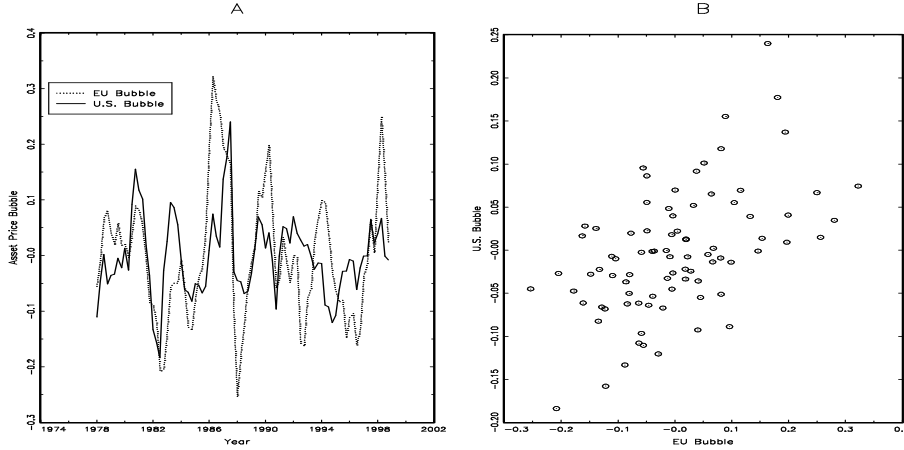 A
Asset Price Bubble
0.4
0.3
0.2
0.1
-0.0
-0.1
-0.2
-0.3
EU Bubble
U.S. Bubble
1974 1978 1982 1986 1990 1994 1998 2002
Year
B
U.S. Bubble
0.25
0.20
0.15
0.10
0.05
-0.00
-0.05
-0.10
-0.15
-0.20
-0.3 -0.2 -0.1 -0.0 0.1 0.2 0.3 0.
EU Bubble